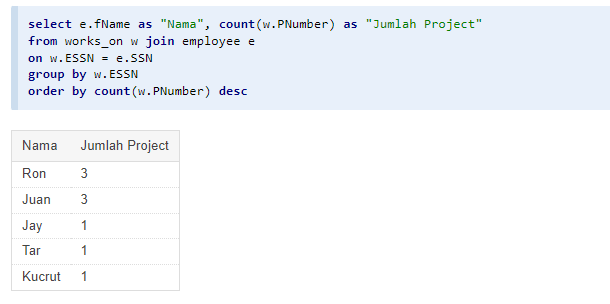 select e.fName as "Nama", count(w.PNumber) as "Jumlah Project"
from works_on w join employee e
on w.ESSN = e.SSN
group by w.ESSN
order by count(w.PNumber) desc
Nama Jumlah Project
Ron 3
Juan 3
Jay 1
Tar 1
Kucrut 1